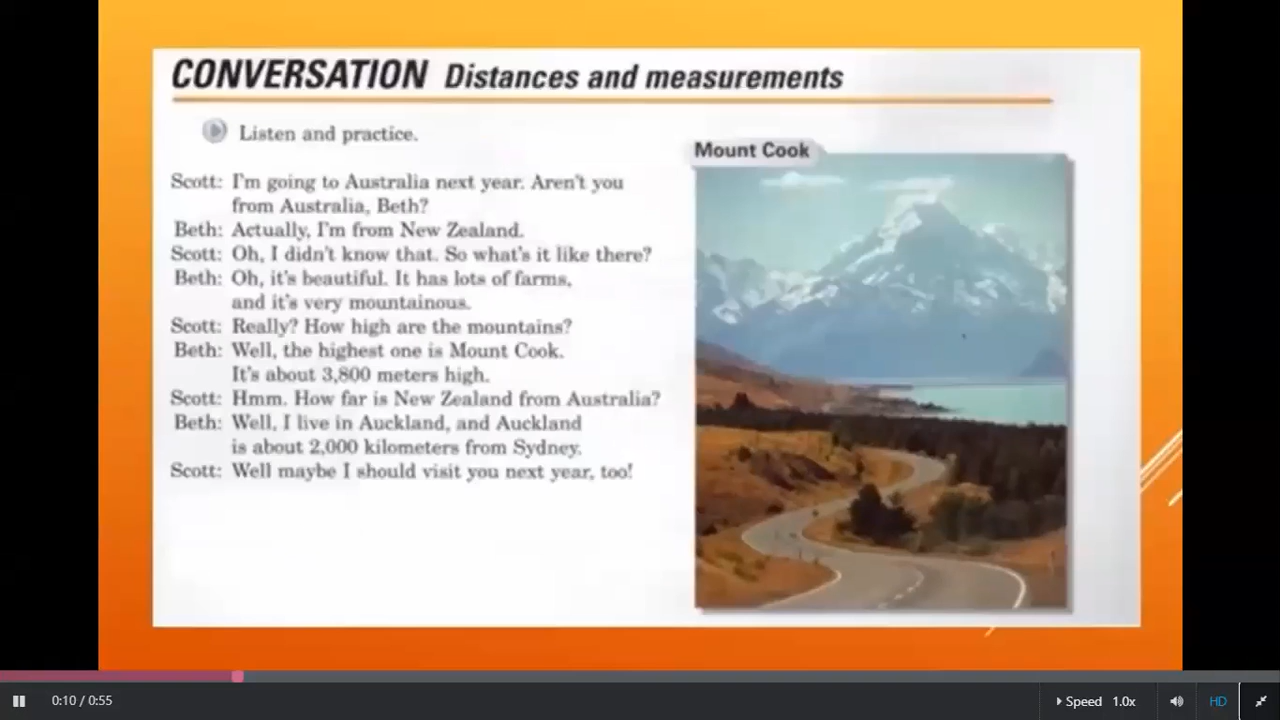 CONVERSATION Distances and measurements
Listen and practice.
Mount Cook
Scott: I'm going to Australia next year. Aren't you
from Australia, Beth?
Beth: Actually, I'm from New Zealand.
Scott: Oh, I didn't know that. So what's it like there?
Beth: Oh, it's beautiful. It has lots of farms,
and it's very mountainous.
Scott: Really? How high are the mountains?
Beth: Well, the highest one is Mount Cook.
It's about 3,800 meters high.
Scott: Hmm. How far is New Zealand from Australia?
Beth: Well, I live in Auckland, and Auckland
is about 2,000 kilometers from Sydney.
Scott: Well maybe I should visit you next year, too!
0:10 / 0:55
Speed 1.0x
HD